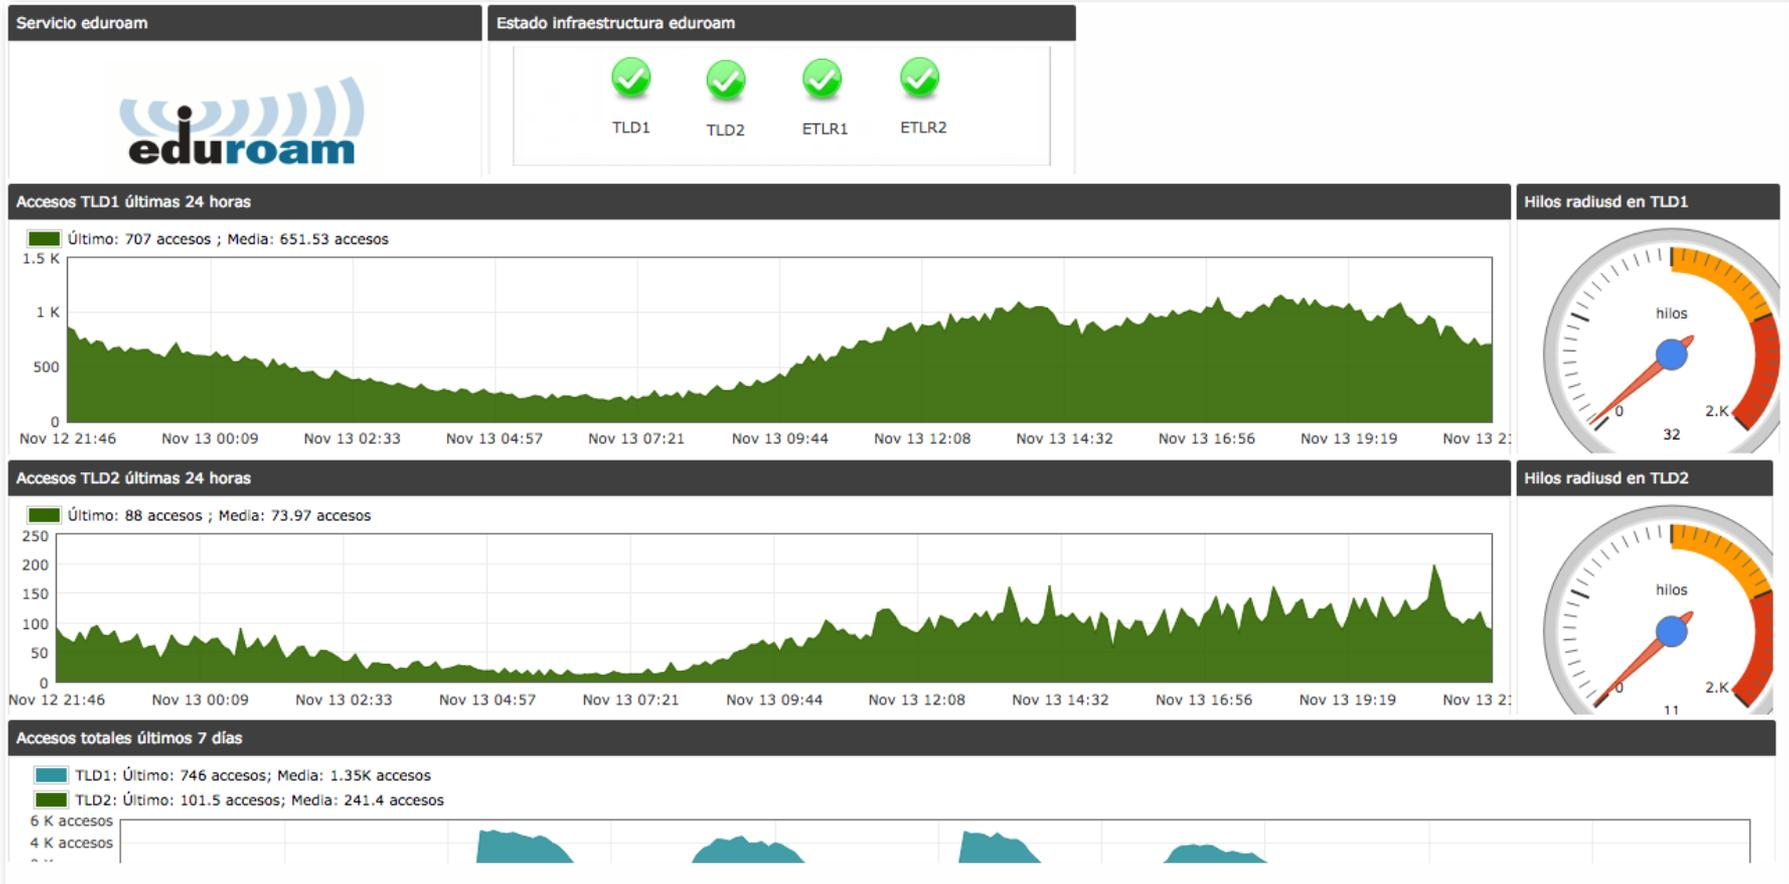 Servicio eduroam
Estado infraestructura eduroam
eduroam
TLD1 TLD2 ETLR1 ETLR2
Accesos TLD1 últimas 24 horas
Último: 707 accesos ; Media: 651.53 accesos
1.5 K
1 K
500
0
Nov 12 21:46 Nov 13 00:09 Nov 13 02:33 Nov 13 04:57 Nov 13 07:21 Nov 13 09:44 Nov 13 12:08 Nov 13 14:32 Nov 13 16:56 Nov 13 19:19 Nov 13
Hilos radiusd en TLD1
hilos
0 2.K
32
Accesos TLD2 últimas 24 horas
Último: 88 accesos ; Media: 73.97 accesos
250
200
150
100
50
0
Nov 12 21:46 Nov 13 00:09 Nov 13 02:33 Nov 13 04:57 Nov 13 07:21 Nov 13 09:44 Nov 13 12:08 Nov 13 14:32 Nov 13 16:56 Nov 13 19:19 Nov 13
Hilos radiusd en TLD2
hilos
0 2.K
11
Accesos totales últimos 7 días
TLD1: Último: 746 accesos; Media: 1.35K accesos
TLD2: Último: 101.5 accesos; Media: 241.4 accesos
6 K accesos
4 K accesos